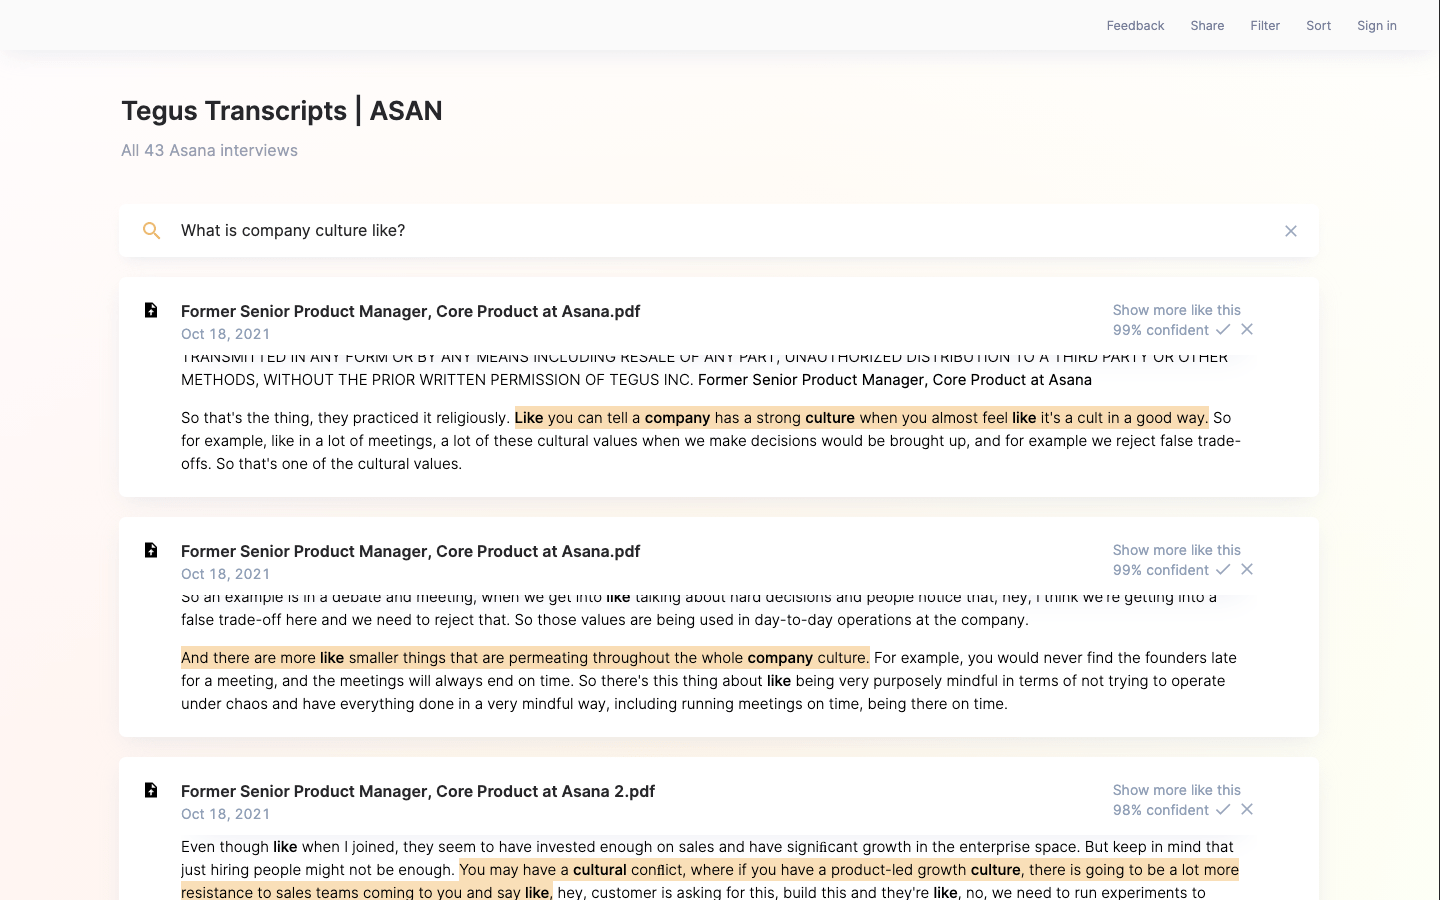 Feedback Share Filter Sort Sign in
Tegus Transcripts | ASAN
All 43 Asana interviews
What is company culture like?
Former Senior Product Manager, Core Product at Asana.pdf
Show more like this
Oct 18, 2021
99% confident
TRANSMITTED IN ANY FORM OR BY ANY MEANS INCLUDING RESALE OF ANY PART, UNAUTHORIZED DISTRIBUTION TO A THIRD PARTY OR OTHER
METHODS, WITHOUT THE PRIOR WRITTEN PERMISSION OF TEGUS INC. Former Senior Product Manager, Core Product at Asana
So that's the thing, they practiced it religiously. Like you can tell a company has a strong culture when you almost feel like it's a cult in a good way. So
for example, like in a lot of meetings, a lot of these cultural values when we make decisions would be brought up, and for example we reject false trade-
offs. So that's one of the cultural values.
Former Senior Product Manager, Core Product at Asana.pdf
Show more like this
Oct 18, 2021
99% confident
So an example is in a debate and meeting, when we get into like talking about hard decisions and people notice that, hey, I think we're getting into a
false trade-off here and we need to reject that. So those values are being used in day-to-day operations at the company.
And there are more like smaller things that are permeating throughout the whole company culture. For example, you would never find the founders late
for a meeting, and the meetings will always end on time. So there's this thing about like being very purposely mindful in terms of not trying to operate
under chaos and have everything done in a very mindful way, including running meetings on time, being there on time.
Former Senior Product Manager, Core Product at Asana 2.pdf
Show more like this
Oct 18, 2021
98% confident
Even though like when I joined, they seem to have invested enough on sales and have significant growth in the enterprise space. But keep in mind that
just hiring people might not be enough. You may have a cultural conflict, where if you have a product-led growth culture, there is going to be a lot more
resistance to sales teams coming to you and say like, hey, customer is asking for this, build this and they're like, no, we need to run experiments to